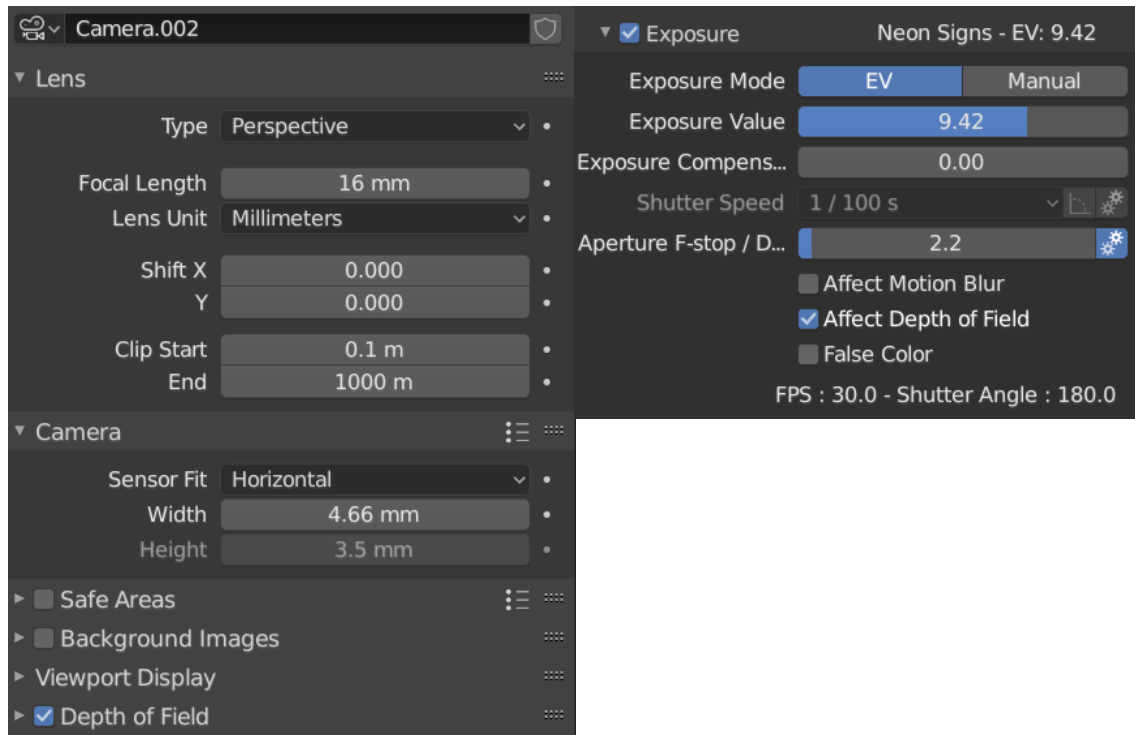 Camera.002
Lens
Type Perspective
Focal Length 16 mm
Lens Unit Millimeters
Shift X 0.000
Y 0.000
Clip Start 0.1 m
End 1000 m
Camera
Sensor Fit Horizontal
Width 4.66 mm
Height 3.5 mm
Safe Areas
Background Images
Viewport Display
Depth of Field
Exposure Neon Signs - EV: 9.42
Exposure Mode EV Manual
Exposure Value 9.42
Exposure Compens... 0.00
Shutter Speed 1 / 100 s
Aperture F-stop / D... 2.2
Affect Motion Blur
Affect Depth of Field
False Color
FPS : 30.0 - Shutter Angle : 180.0